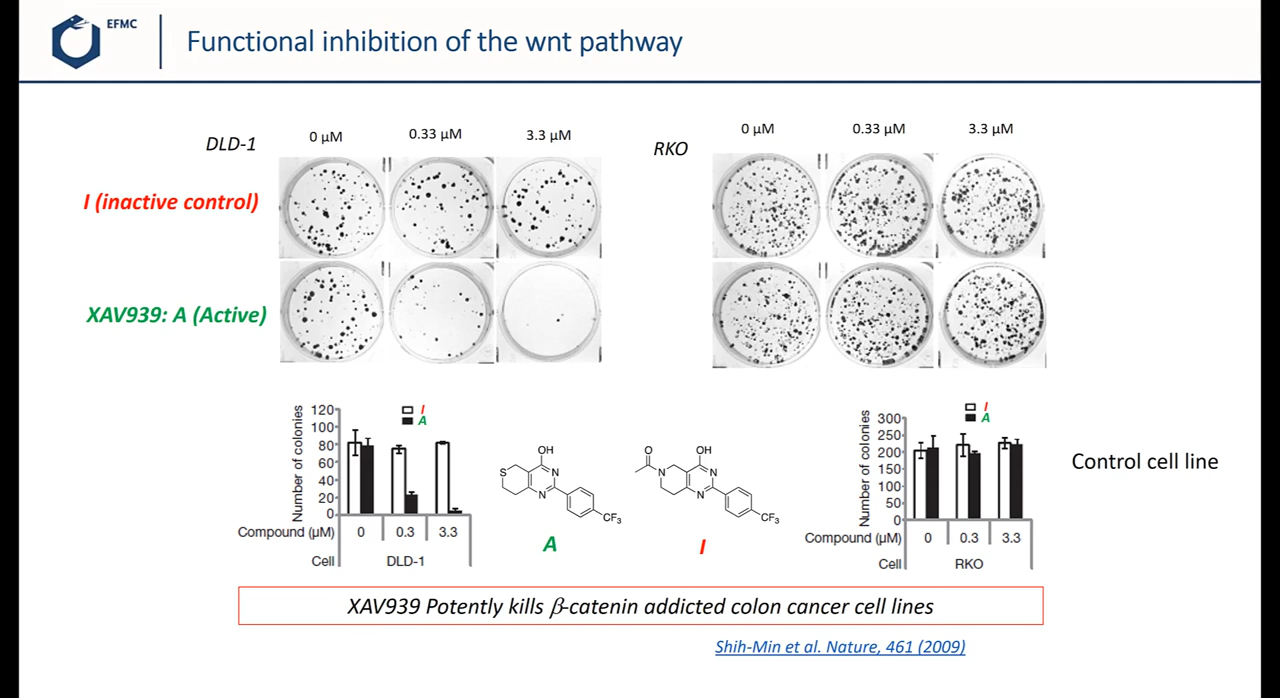 EFMC
Functional inhibition of the wnt pathway
DLD-1
0 µM
0.33 µM
3.3 µM
RKO
0 µM
0.33 µM
3.3 µM
I (inactive control)
XAV939: A (Active)
Number of colonies
120
100
80
60
40
20
0
I
A
Compound (µM)
0
0.3
3.3
Cell
DLD-1
S
OH
N
N
CF3
A
O
N
OH
N
N
CF3
I
Number of colonies
300
250
200
150
100
50
0
I
A
Compound (µM)
0
0.3
3.3
Cell
RKO
Control cell line
XAV939 Potently kills β-catenin addicted colon cancer cell lines
Shih-Min et al. Nature, 461 (2009)